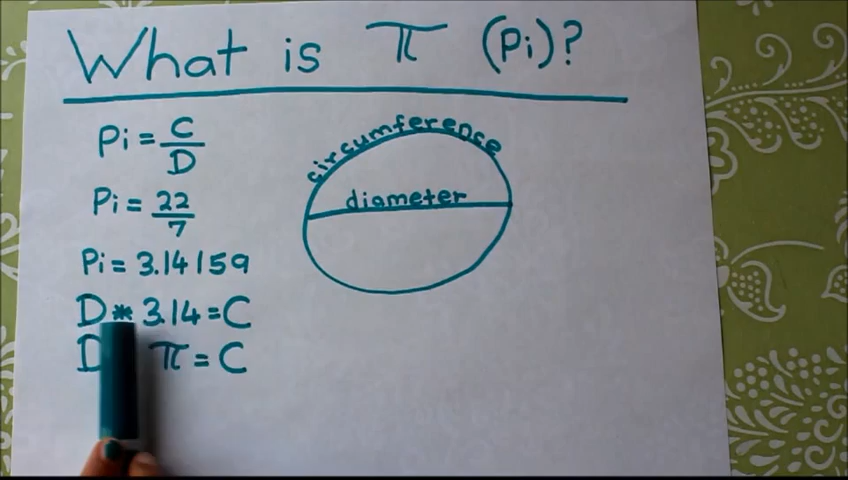 What is π (Pi)?
Pi = C/D
Pi = 22/7
Pi = 3.14159
D * 3.14 = C
D π = C
circumference
diameter